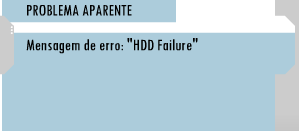 PROBLEMA APARENTE
Mensagem de erro: "HDD Failure"